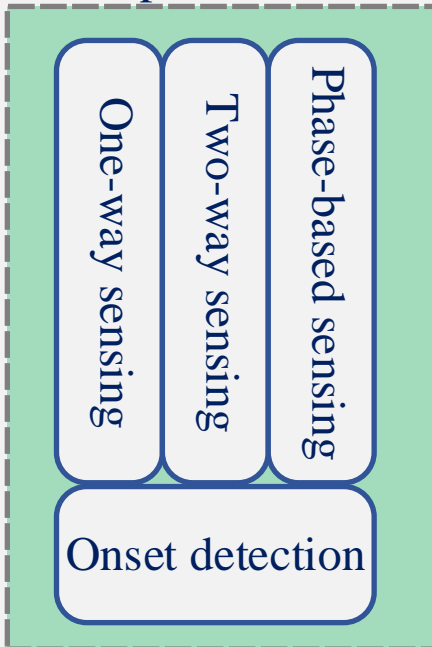 One-way sensing
Two-way sensing
Phase-based sensing
Onset detection